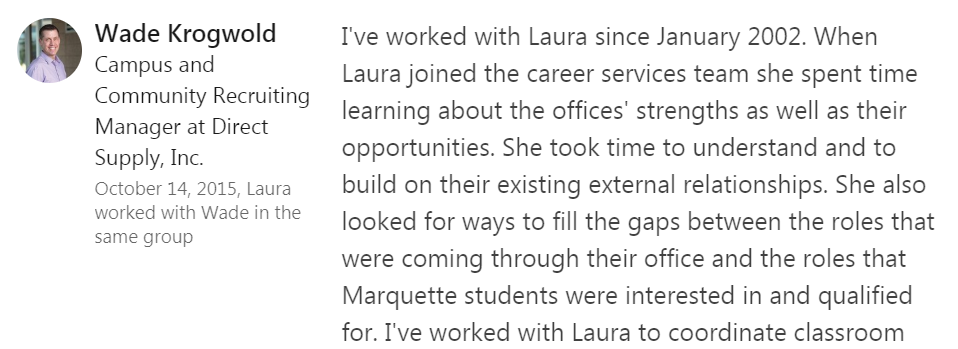 Wade Krogwold
Campus and
Community Recruiting
Manager at Direct
Supply, Inc.
October 14, 2015, Laura
worked with Wade in the
same group
I've worked with Laura since January 2002. When
Laura joined the career services team she spent time
learning about the offices' strengths as well as their
opportunities. She took time to understand and to
build on their existing external relationships. She also
looked for ways to fill the gaps between the roles that
were coming through their office and the roles that
Marquette students were interested in and qualified
for. I've worked with Laura to coordinate classroom